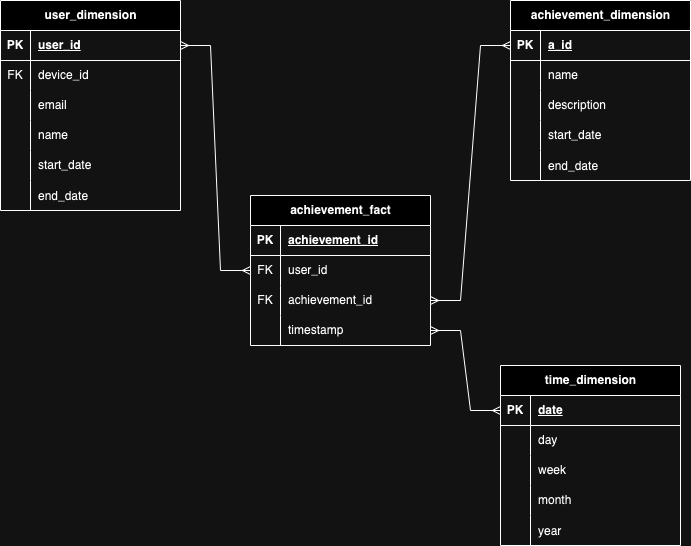 user_dimension
PK user_id
FK device_id
email
name
start_date
end_date
achievement_dimension
PK a_id
name
description
start_date
end_date
achievement_fact
PK achievement_id
FK user_id
FK achievement_id
timestamp
time_dimension
PK date
day
week
month
year